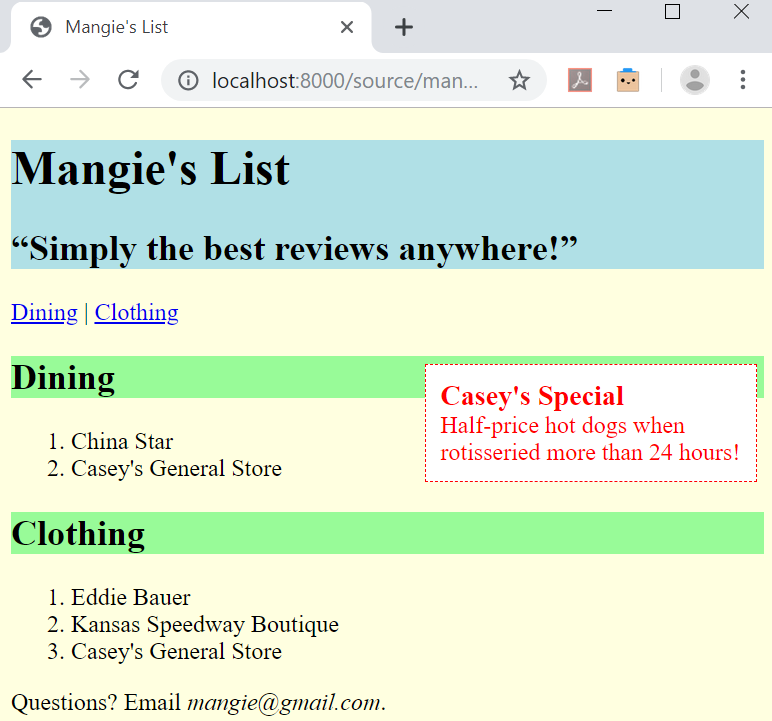 Mangie's List
localhost:8000/source/man...
Mangie's List
“Simply the best reviews anywhere!”
Dining | Clothing
Dining
Casey's Special
Half-price hot dogs when
rotisseried more than 24 hours!
1. China Star
2. Casey's General Store
Clothing
1. Eddie Bauer
2. Kansas Speedway Boutique
3. Casey's General Store
Questions? Email mangie@gmail.com.